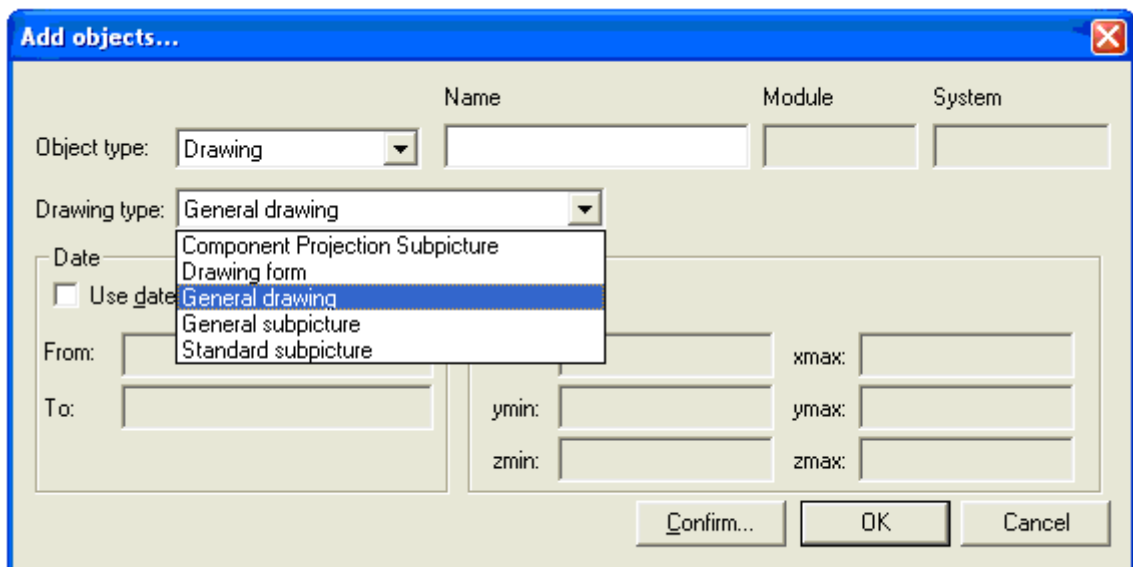 Add objects...
Name Module System
Object type: Drawing
Drawing type: General drawing
Component Projection Subpicture
Date
Drawing form
Use date
General drawing
General subpicture
Standard subpicture
From: xmax:
To: ymin: ymax:
zmin: zmax:
Confirm... OK Cancel